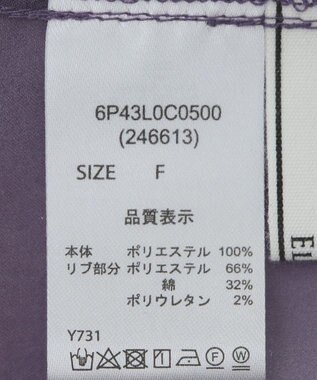 6P43L0C0500
(246613)
SIZE F
品質表示
本体 ポリエステル 100%
リブ部分 ポリエステル 66%
綿 32%
ポリウレタン 2%
Y731
F W